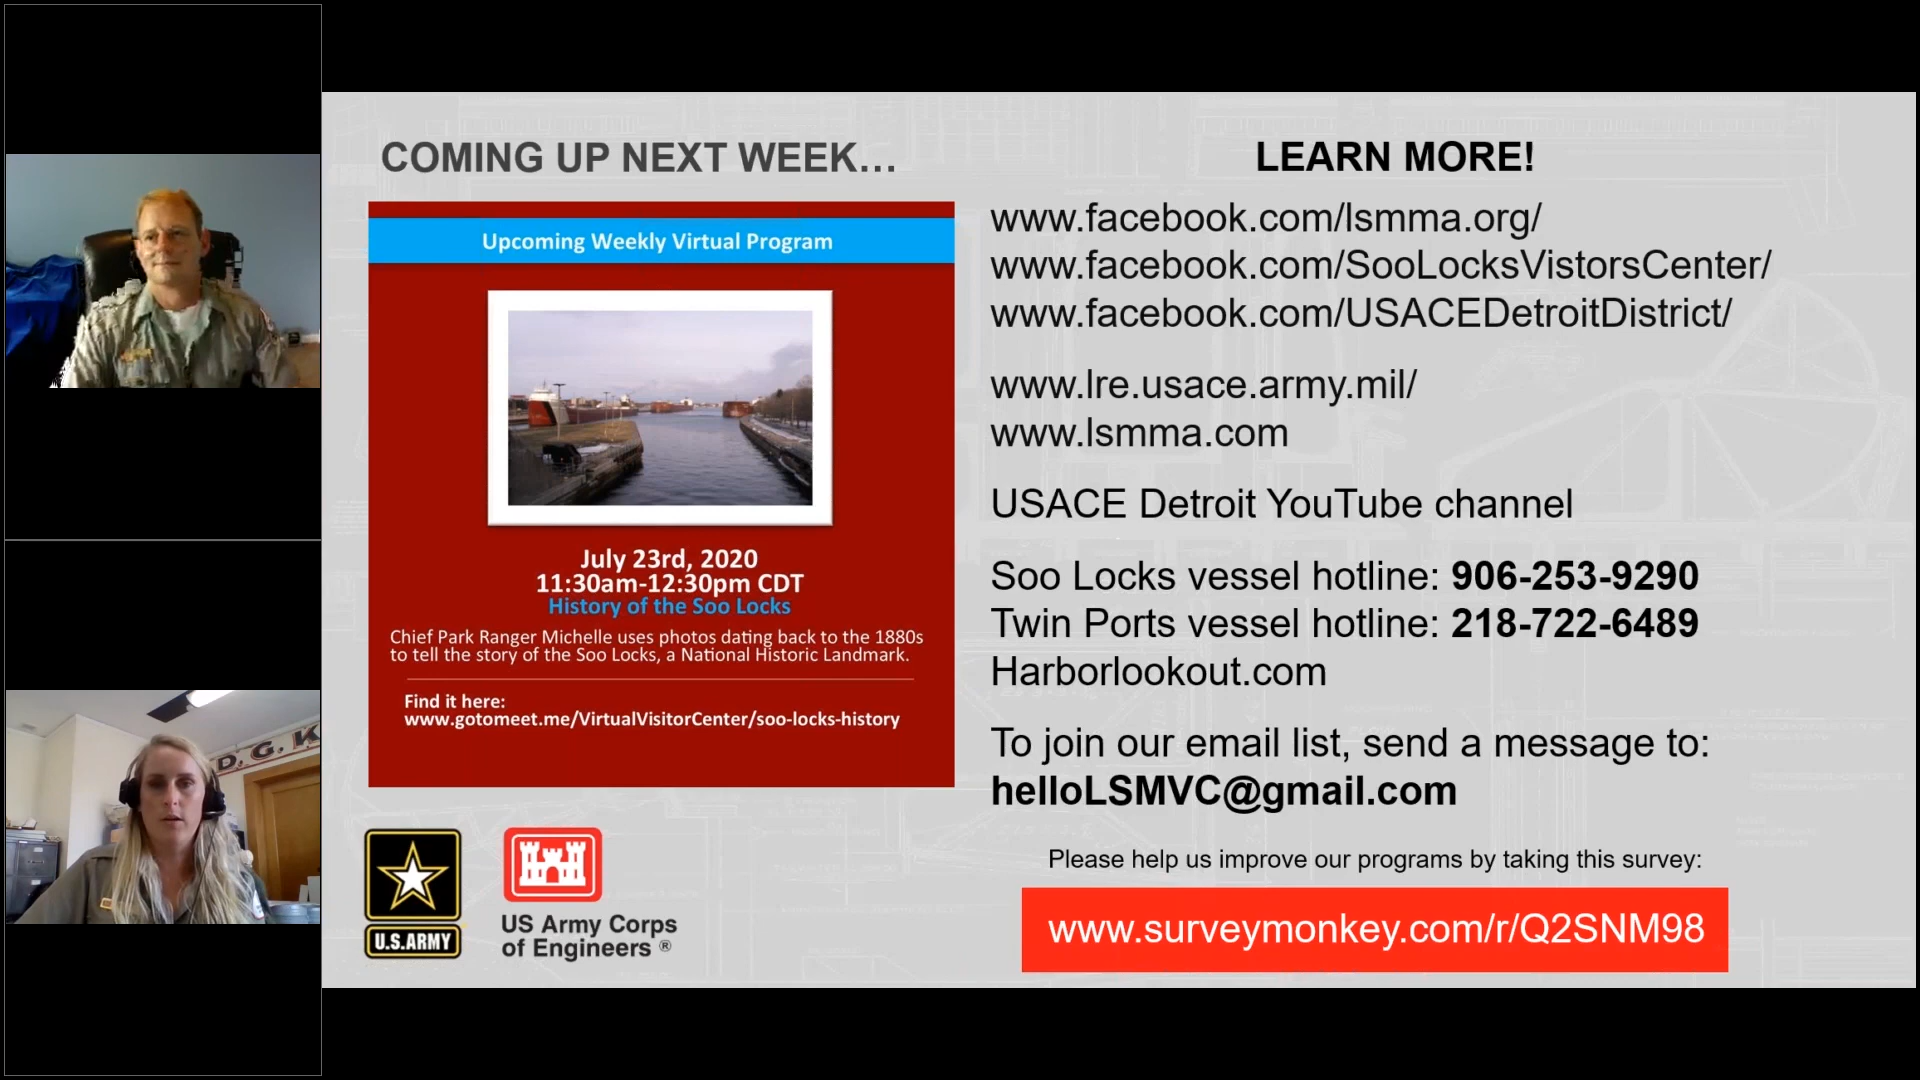 COMING UP NEXT WEEK...
Upcoming Weekly Virtual Program
July 23rd, 2020
11:30am-12:30pm CDT
History of the Soo Locks
Chief Park Ranger Michelle uses photos dating back to the 1880s
to tell the story of the Soo Locks, a National Historic Landmark.
Find it here:
www.gotomeet.me/VirtualVisitorCenter/soo-locks-history
U.S.ARMY
US Army Corps
of Engineers ®
LEARN MORE!
www.facebook.com/lsmma.org/
www.facebook.com/SooLocksVistorsCenter/
www.facebook.com/USACEDetroitDistrict/
www.lre.usace.army.mil/
www.lsmma.com
USACE Detroit YouTube channel
Soo Locks vessel hotline: 906-253-9290
Twin Ports vessel hotline: 218-722-6489
Harborlookout.com
To join our email list, send a message to:
helloLSMVC@gmail.com
Please help us improve our programs by taking this survey:
www.surveymonkey.com/r/Q2SNM98
D.G.K